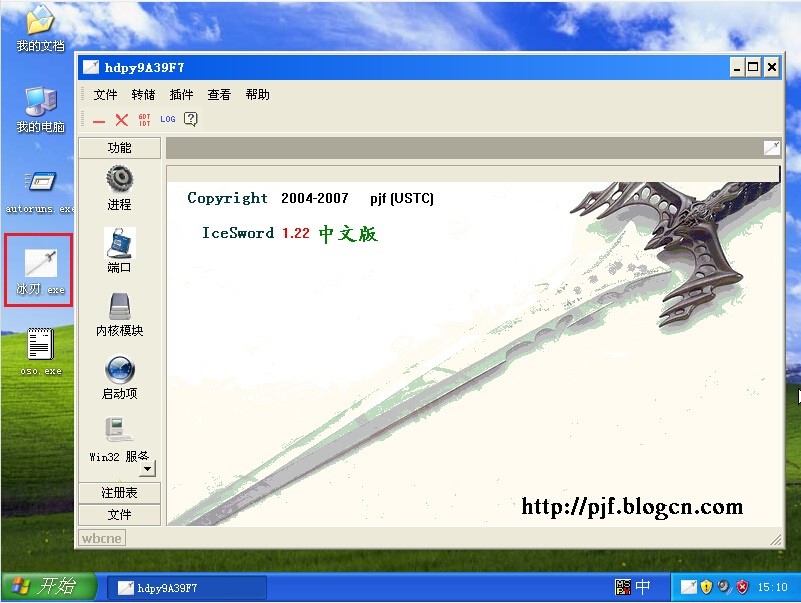 我的文档
我的电脑
autoruns.exe
冰刃.exe
oso.exe
hdpy9A39F7
文件 转储 插件 查看 帮助
GDT
IDT
LOG
功能
进程
端口
内核模块
启动项
Win32 服务
注册表
文件
Copyright 2004-2007 pjf (USTC)
IceSword 1.22 中文版
http://pjf.blogcn.com
wbcne
开始
hdpy9A39F7
中
15:10